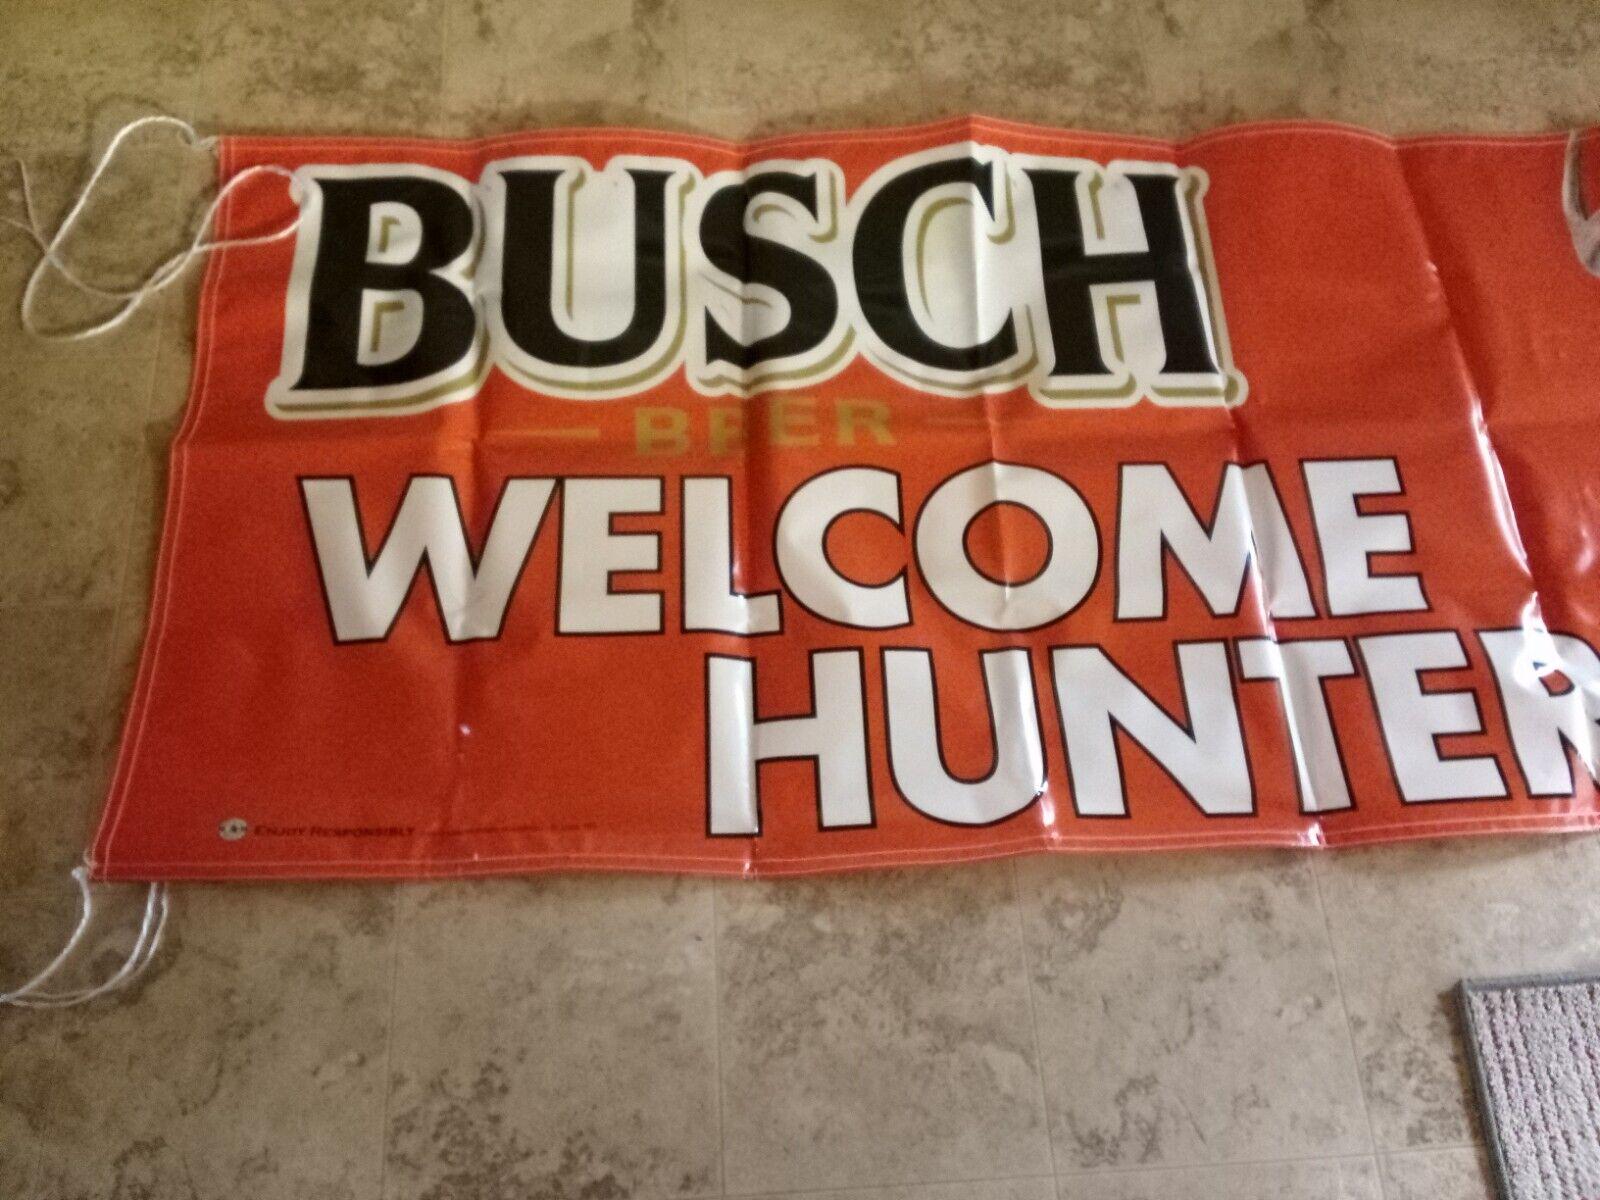 BUSCH
BEER
WELCOME
HUNTER
ENJOY RESPONSIBLY